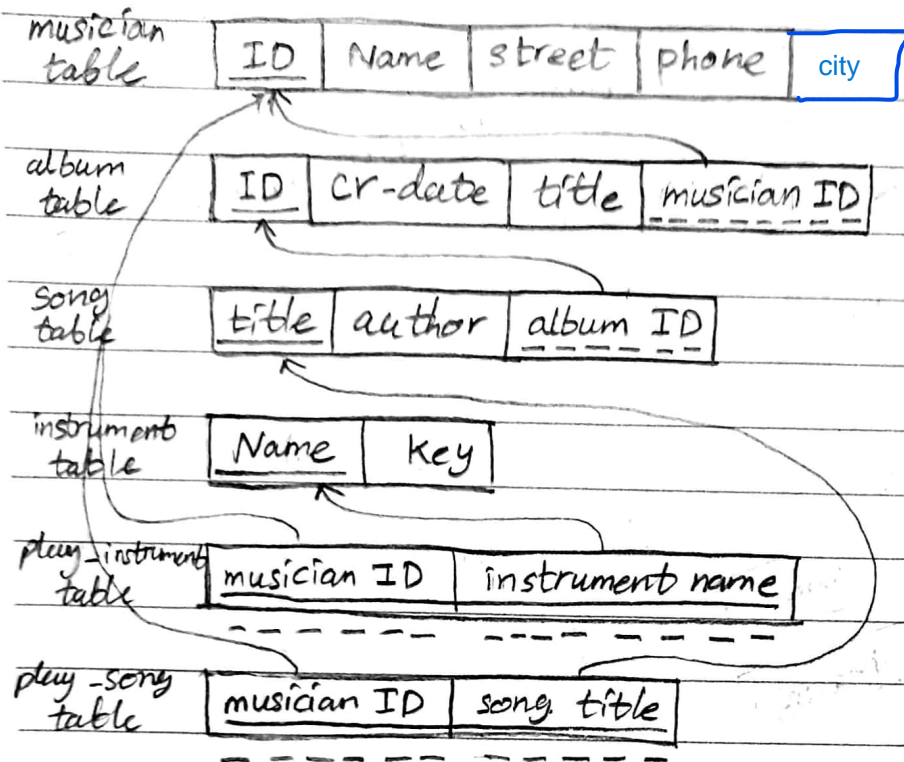 musician table
ID Name street phone city
album table
ID cr-date title musician ID
song table
title author album ID
instrument table
Name Key
play_instrument table
musician ID instrument name
play_song table
musician ID song title